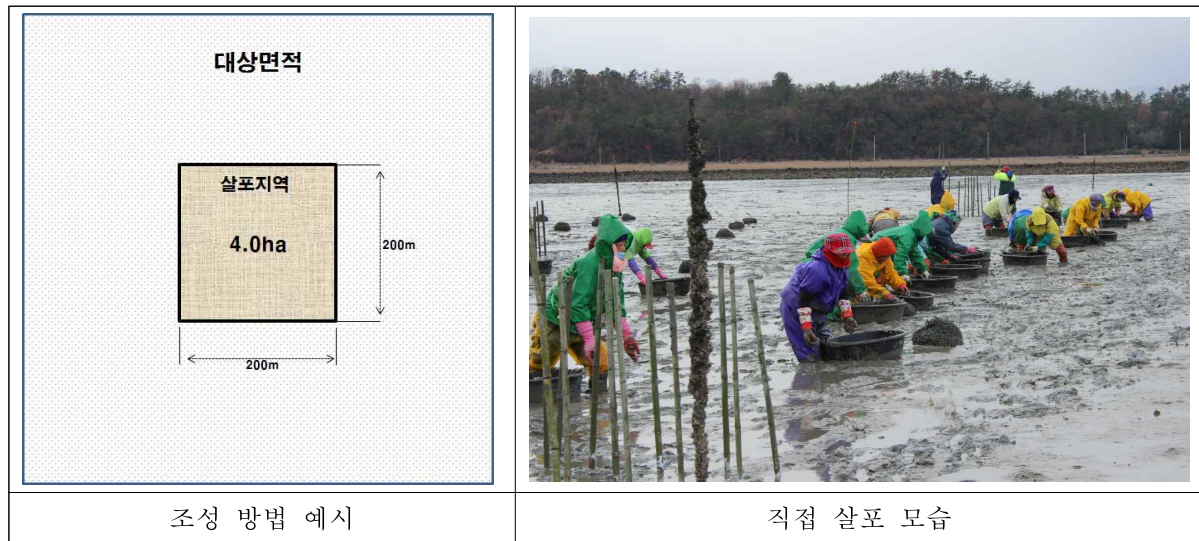 대상면적
살포지역
4.0ha
200m
200m
조성 방법 예시
직접 살포 모습